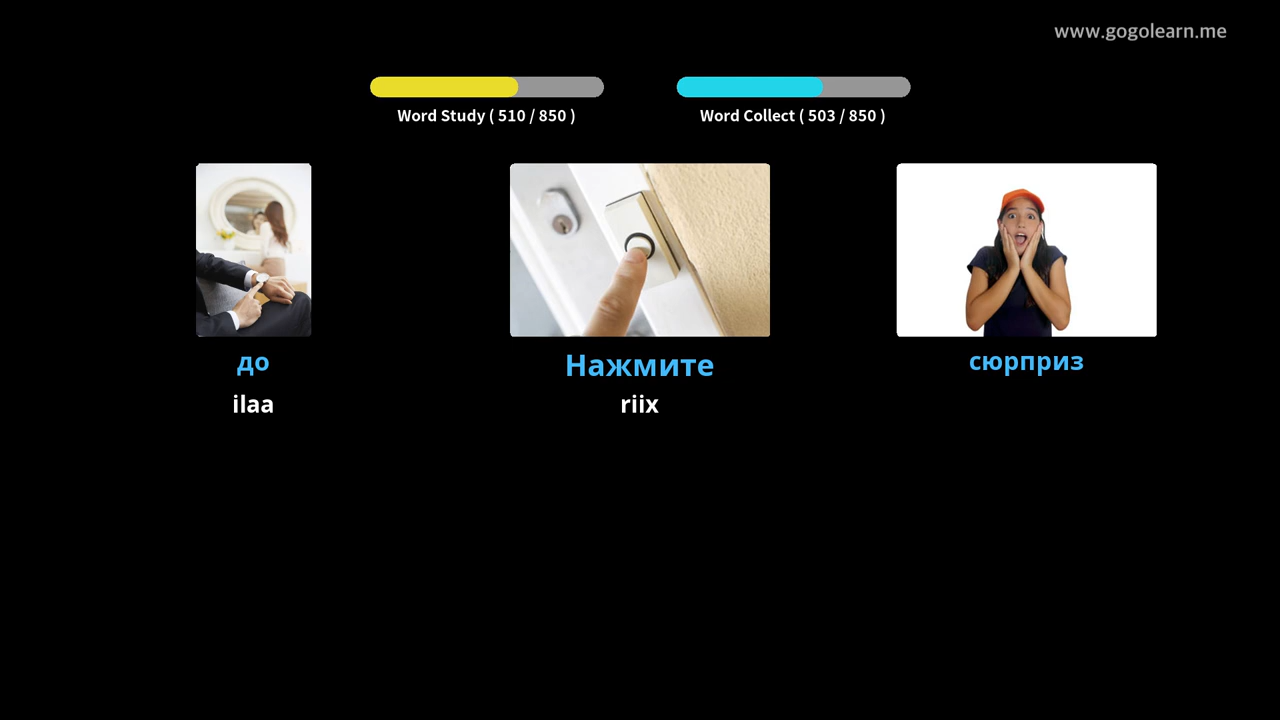 www.gogolearn.me
Word Study ( 510 / 850 )
Word Collect ( 503 / 850 )
до
Нажмите
сюрприз
ilaa
riix